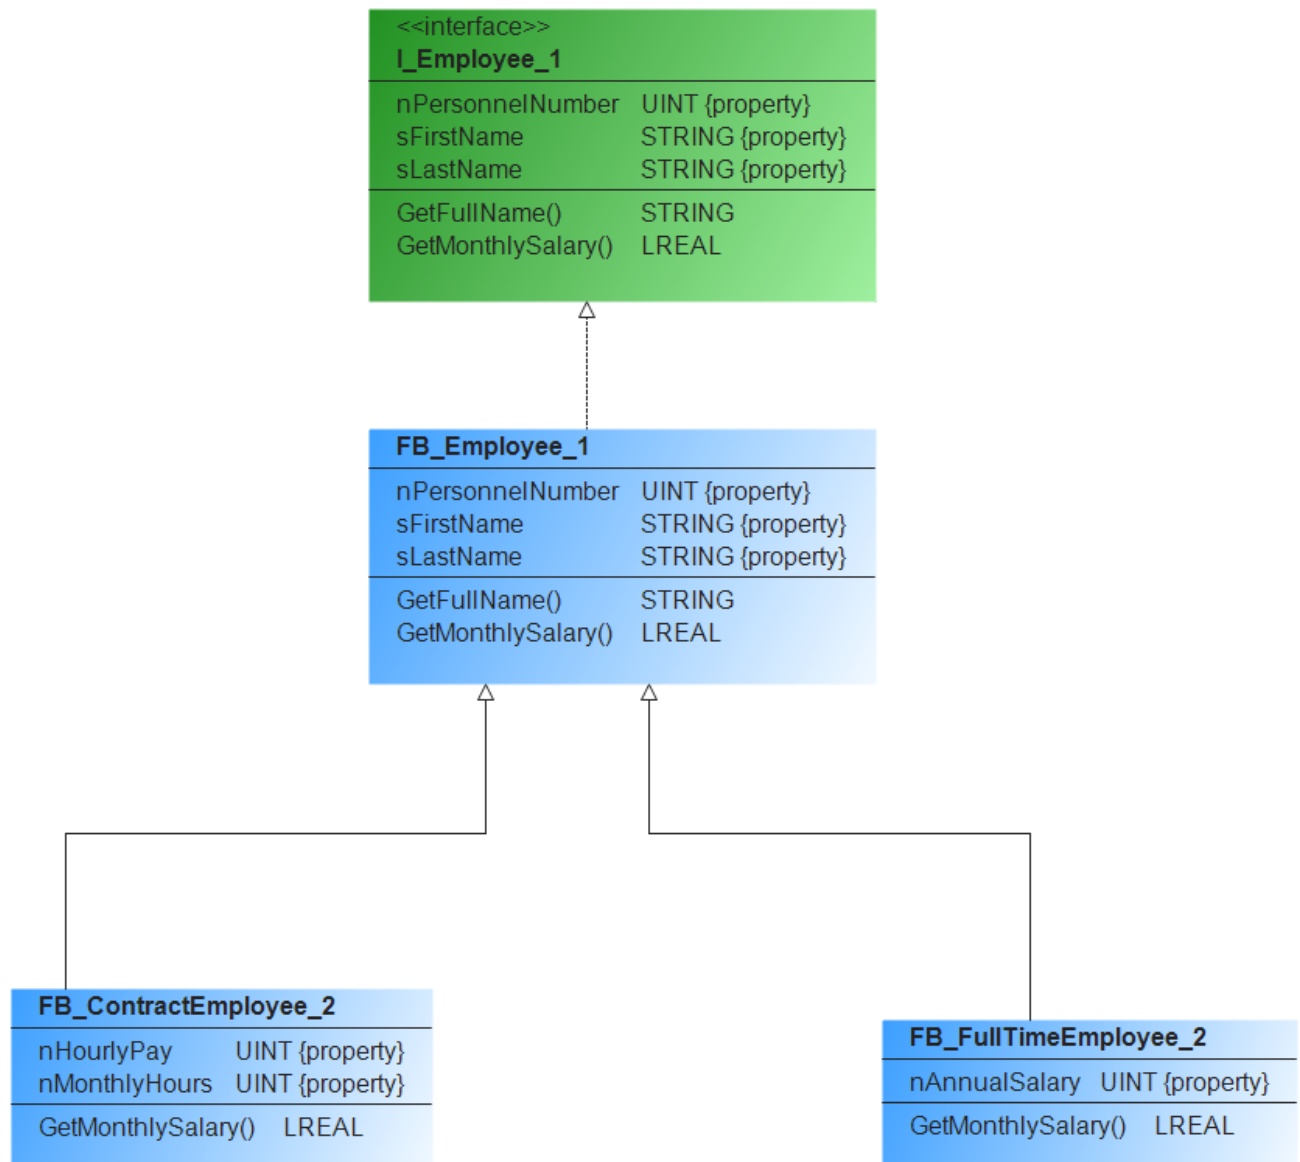 <<interface>>
I_Employee_1
nPersonnelNumber UINT {property}
sFirstName STRING {property}
sLastName STRING {property}
GetFullName() STRING
GetMonthlySalary() LREAL
FB_Employee_1
nPersonnelNumber UINT {property}
sFirstName STRING {property}
sLastName STRING {property}
GetFullName() STRING
GetMonthlySalary() LREAL
FB_ContractEmployee_2
nHourlyPay UINT {property}
nMonthlyHours UINT {property}
GetMonthlySalary() LREAL
FB_FullTimeEmployee_2
nAnnualSalary UINT {property}
GetMonthlySalary() LREAL